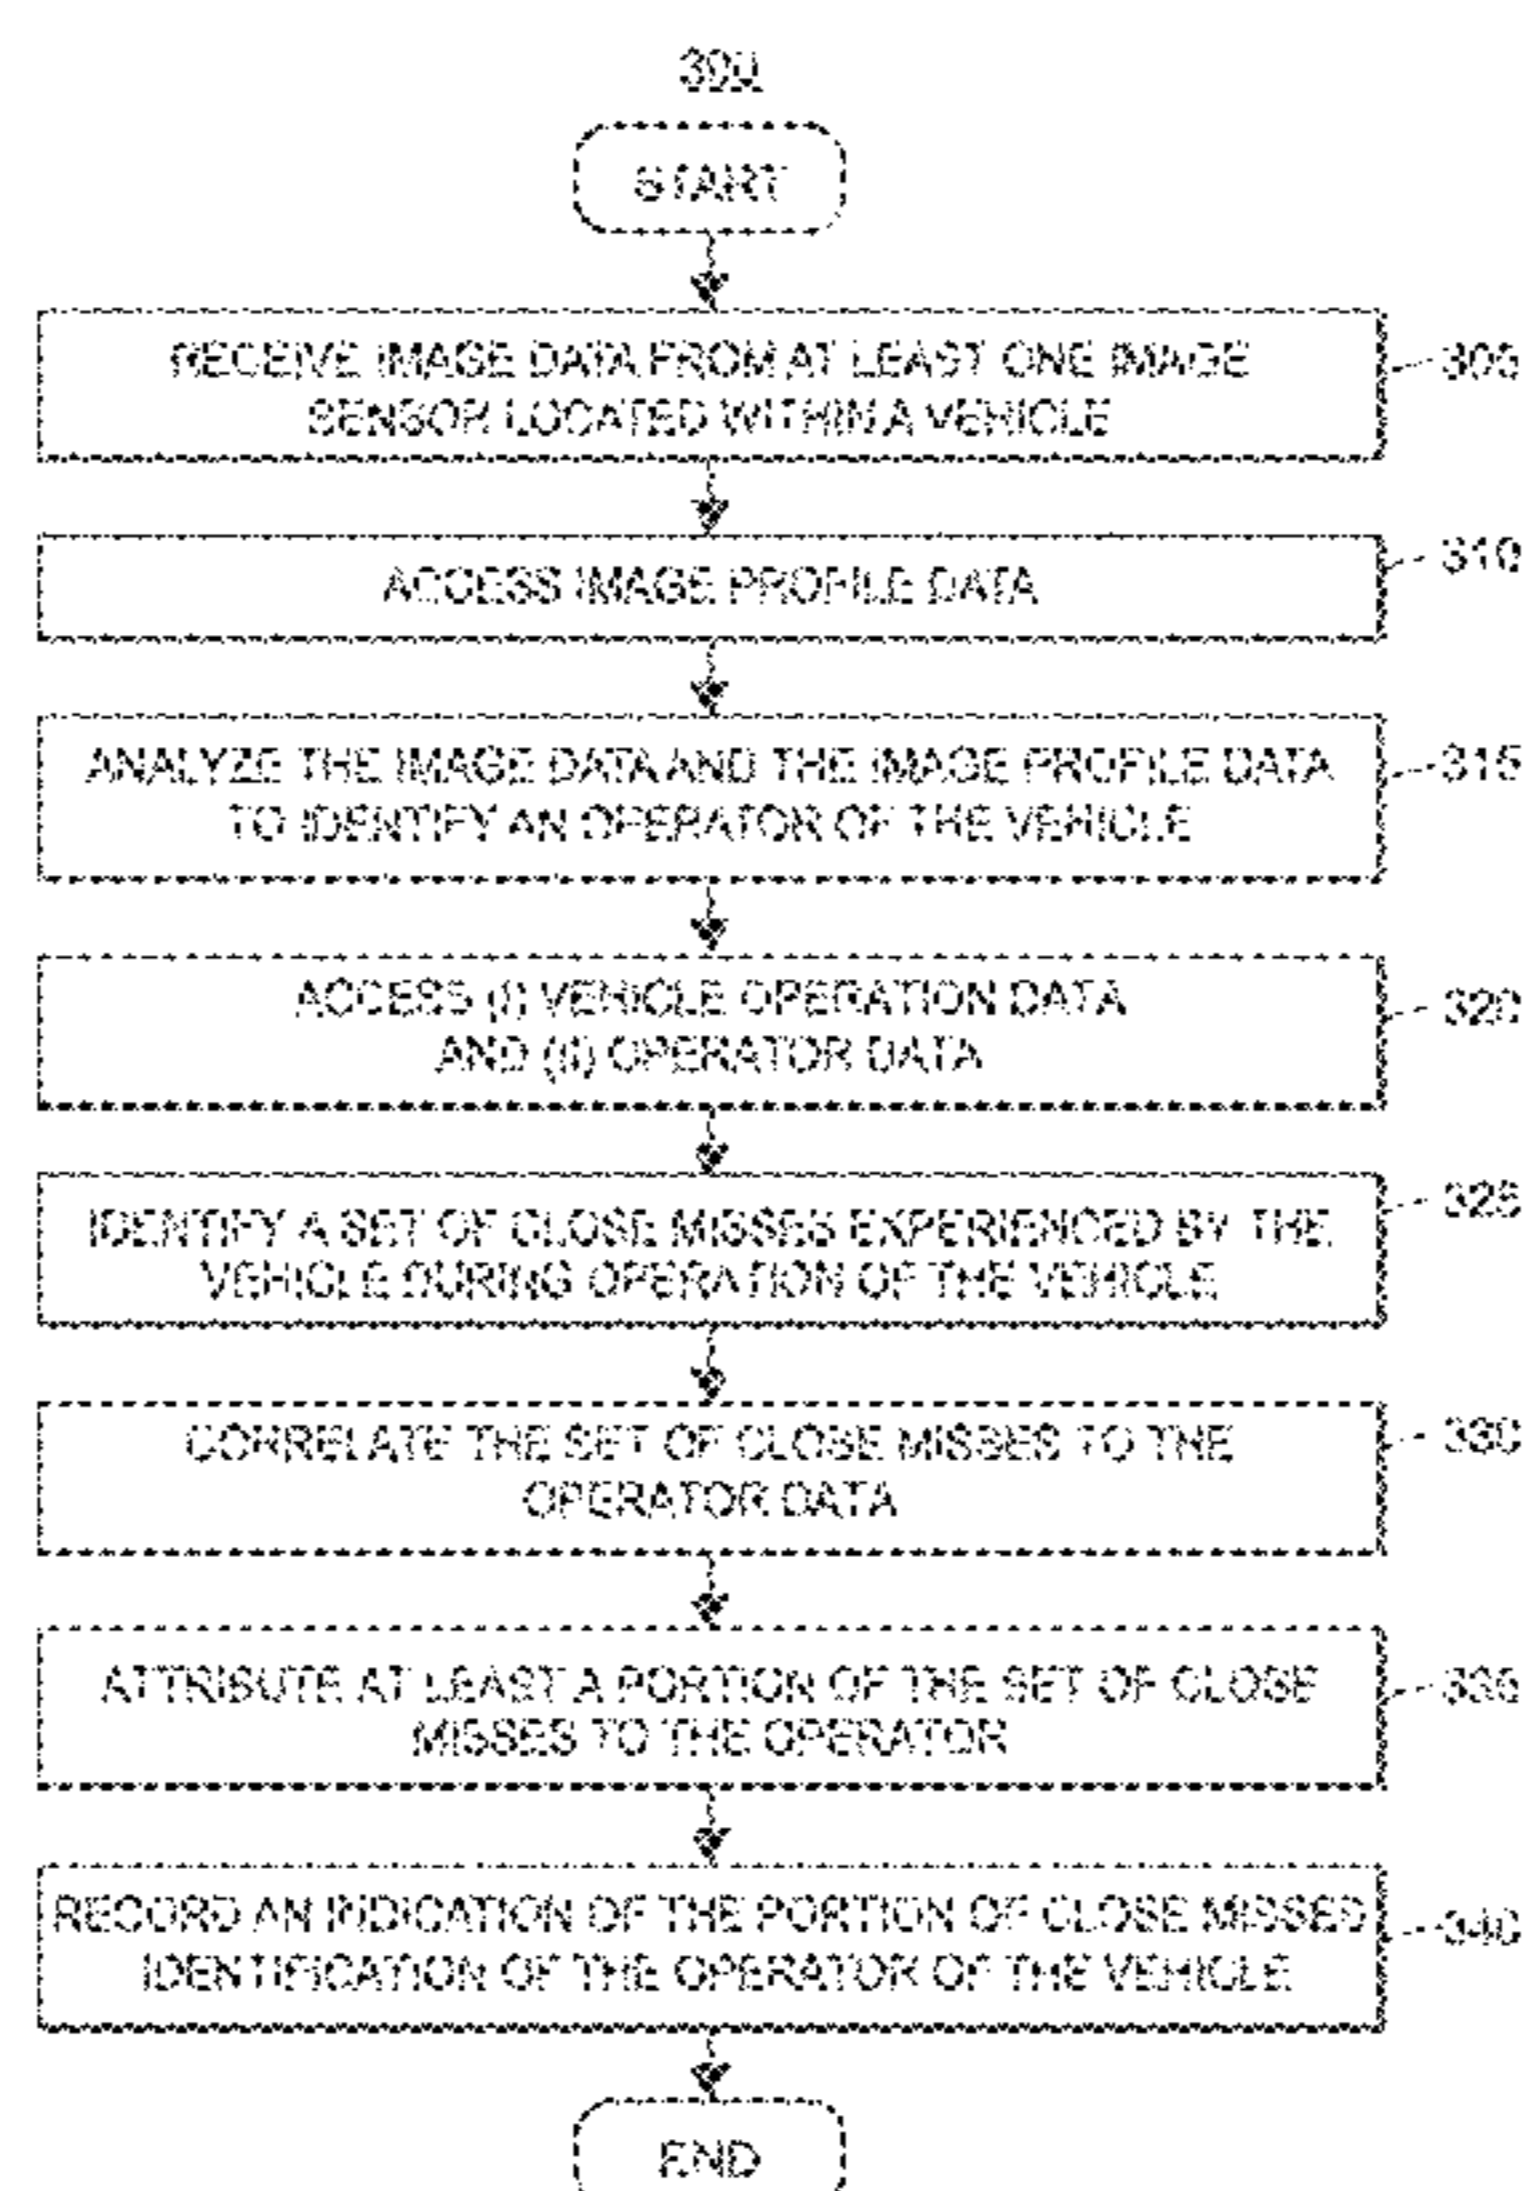 300
START
RECEIVE IMAGE DATA FROM AT LEAST ONE IMAGE
SENSOR LOCATED WITHIN A VEHICLE
305
ACCESS IMAGE PROFILE DATA
310
ANALYZE THE IMAGE DATA AND THE IMAGE PROFILE DATA
TO IDENTIFY AN OPERATOR OF THE VEHICLE
315
ACCESS (I) VEHICLE OPERATION DATA
AND (II) OPERATOR DATA
320
IDENTIFY A SET OF CLOSE MISSES EXPERIENCED BY THE
VEHICLE DURING OPERATION OF THE VEHICLE
325
CORRELATE THE SET OF CLOSE MISSES TO THE
OPERATOR DATA
330
ATTRIBUTE AT LEAST A PORTION OF THE SET OF CLOSE
MISSES TO THE OPERATOR
335
RECORD AN INDICATION OF THE PORTION OF CLOSE MISSED
IDENTIFICATION OF THE OPERATOR OF THE VEHICLE
340
END